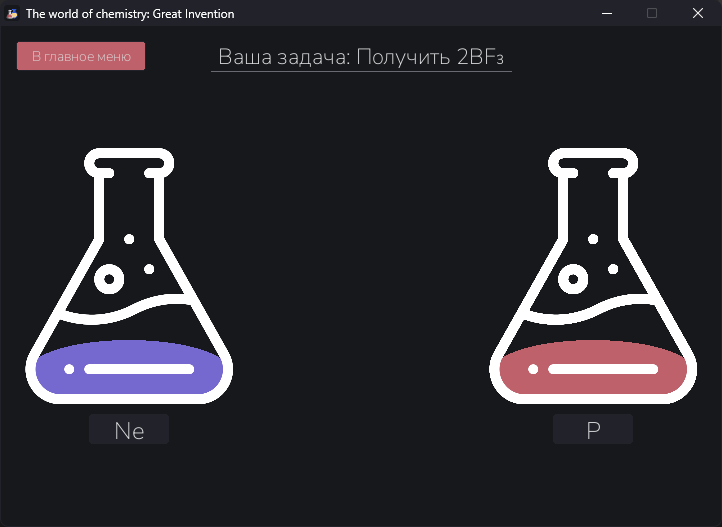 The world of chemistry: Great Invention
В главное меню
Ваша задача: Получить 2BF₃
Ne
P